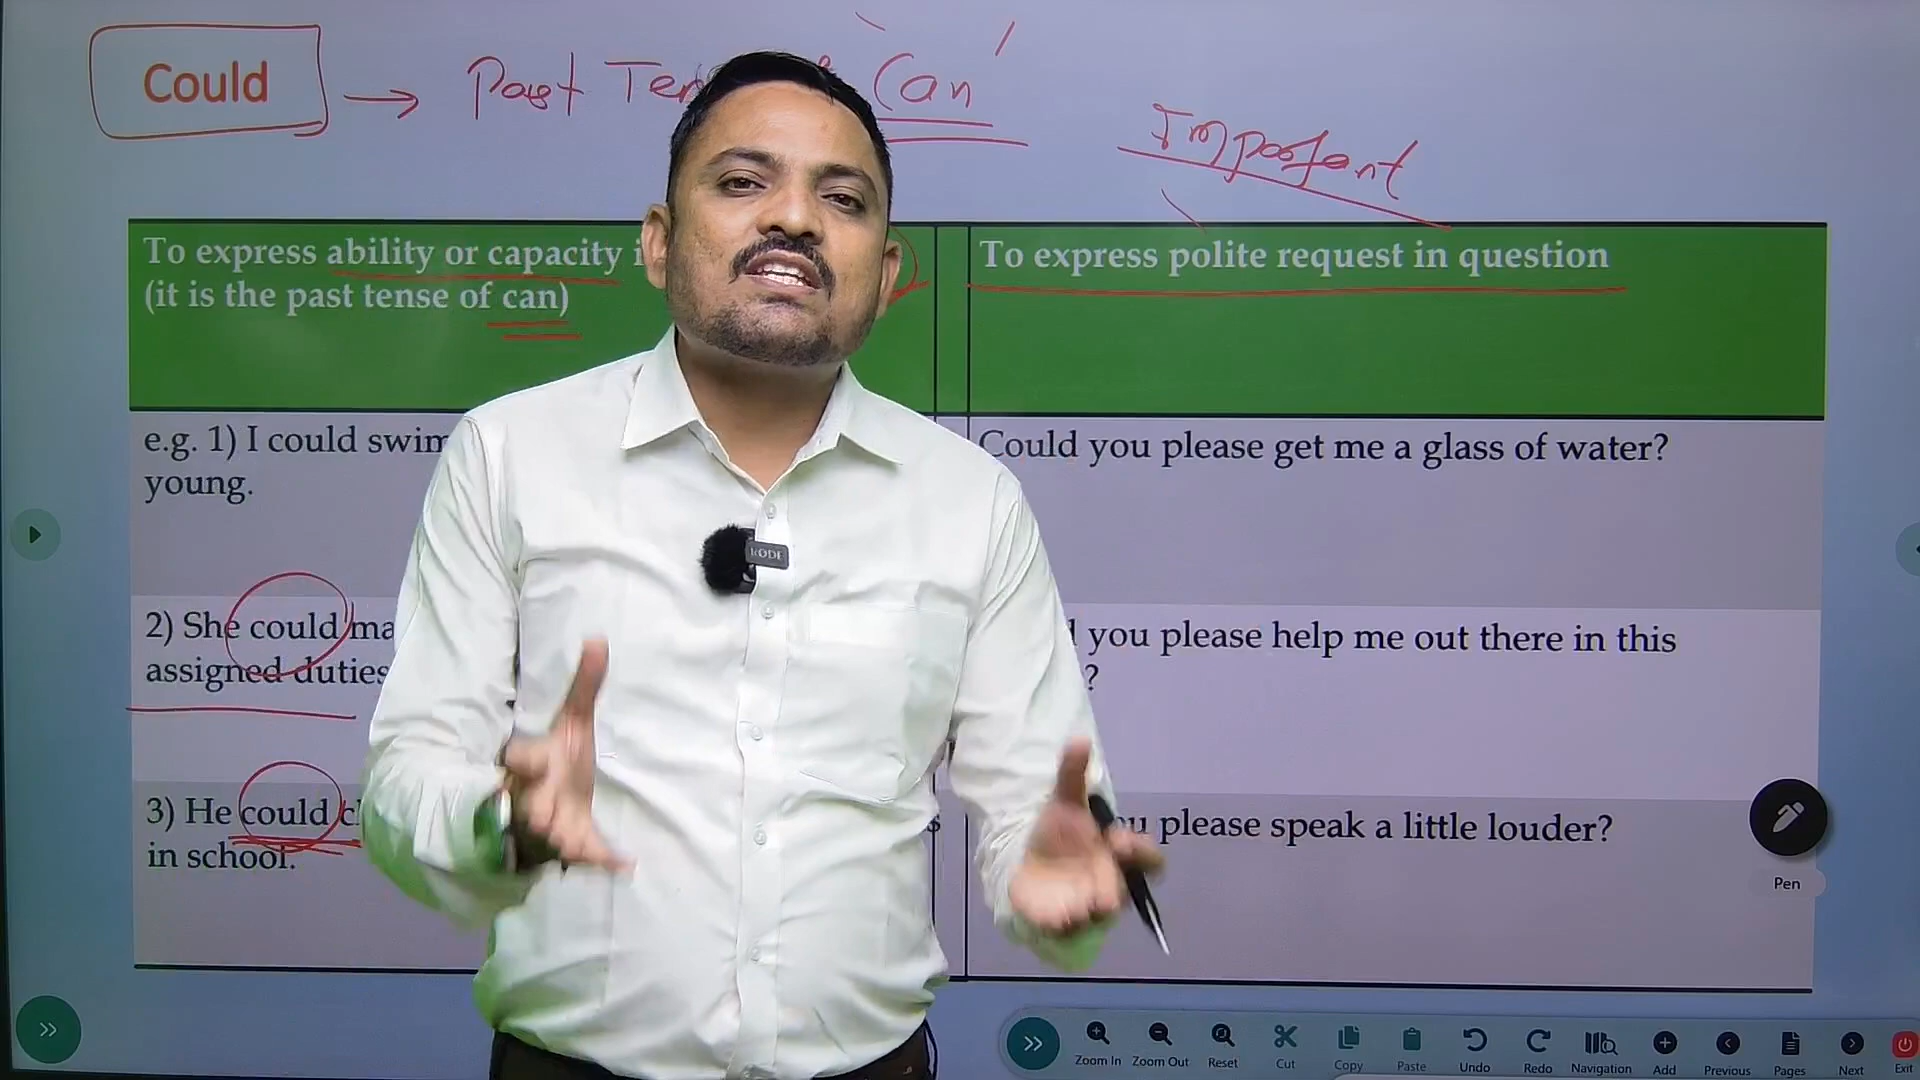 Could → Past Can
Important
To express ability or capacity
(it is the past tense of can)
To express polite request in question
e.g. 1) I could swim
young.
Could you please get me a glass of water?
2) She could
assigned duties
you please help me out there in this
?
3) He could
in school.
please speak a little louder?
RODE
Pen
Zoom In
Zoom Out
Reset
Cut
Copy
Paste
Undo
Redo
Navigation
Add
Previous
Pages
Next
Exit